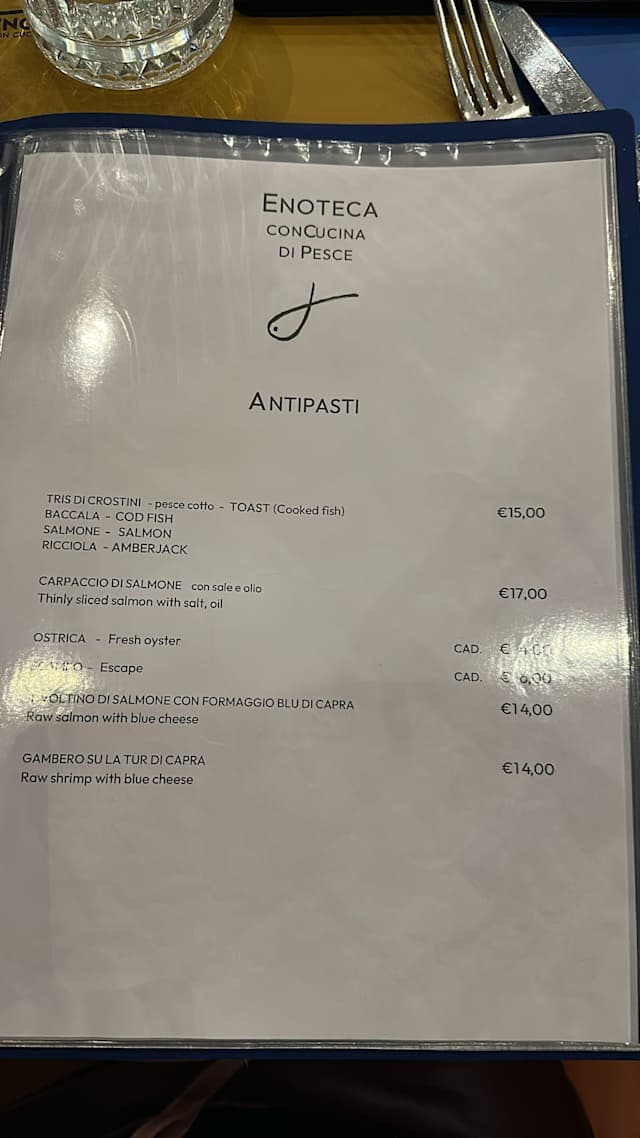 ENOTECA
CONCUCINA
DI PESCE
ANTIPASTI
TRIS DI CROSTINI - pesce cotto - TOAST (Cooked fish) €15,00
BACCALA - COD FISH
SALMONE - SALMON
RICCIOLA - AMBERJACK
CARPACCIO DI SALMONE con sale e olio €17,00
Thinly sliced salmon with salt, oil
OSTRICA - Fresh oyster CAD. €
- Escape CAD. €
DI SALMONE CON FORMAGGIO BLU DI CAPRA €14,00
Raw salmon with blue cheese
GAMBERO SU LA TUR DI CAPRA €14,00
Raw shrimp with blue cheese